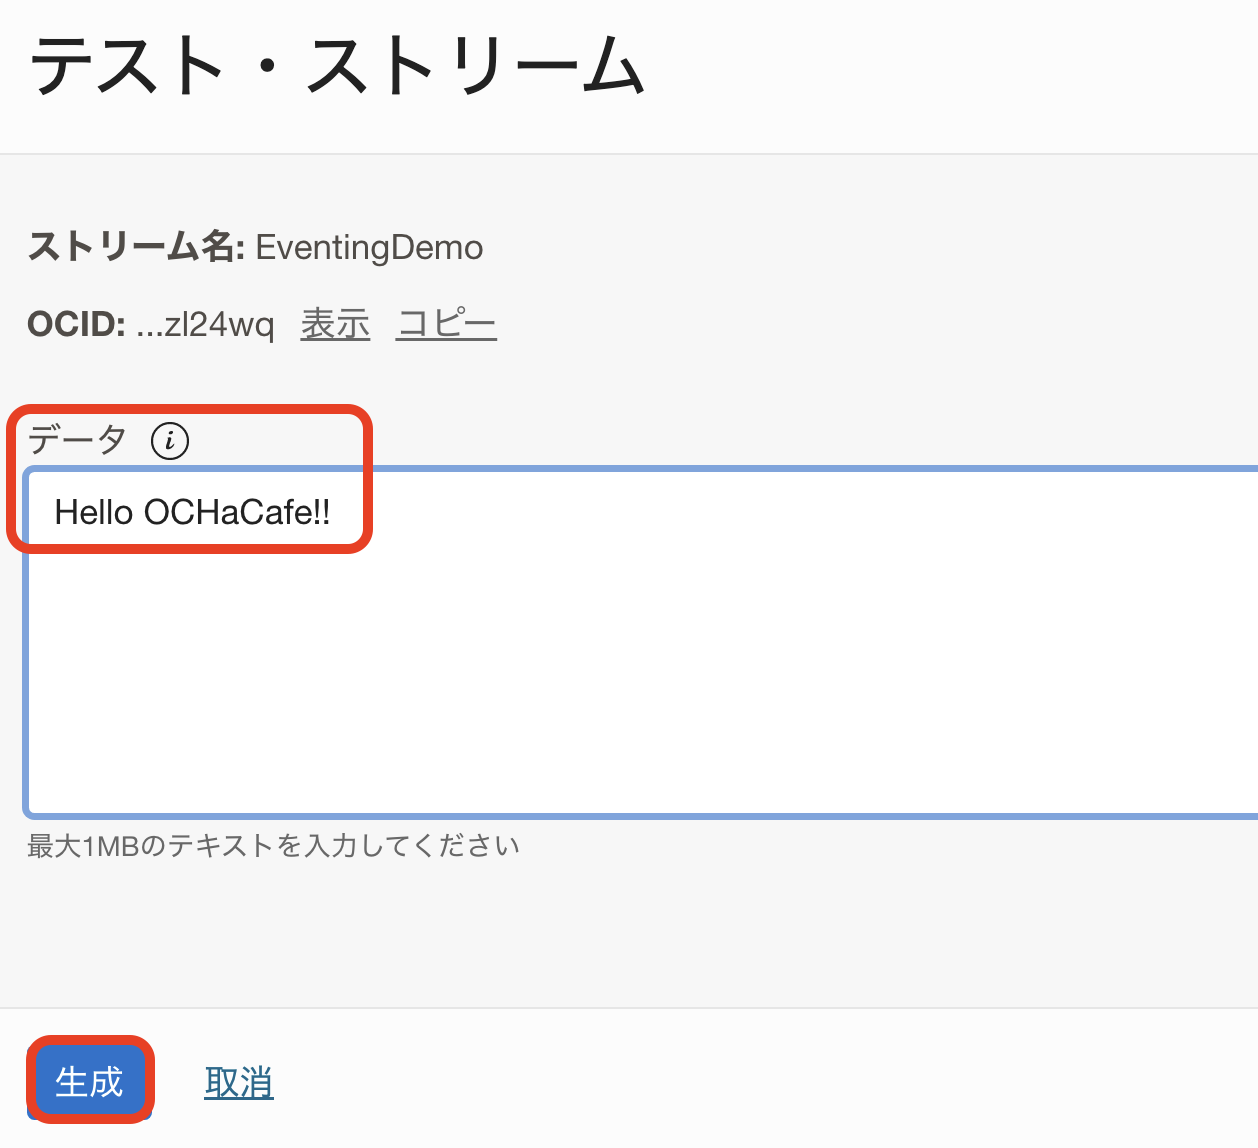 テスト・ストリーム
ストリーム名: EventingDemo
OCID: ...zl24wq 表示 コピー
データ i
Hello OCHaCafe!!
最大1MBのテキストを入力してください
生成 取消